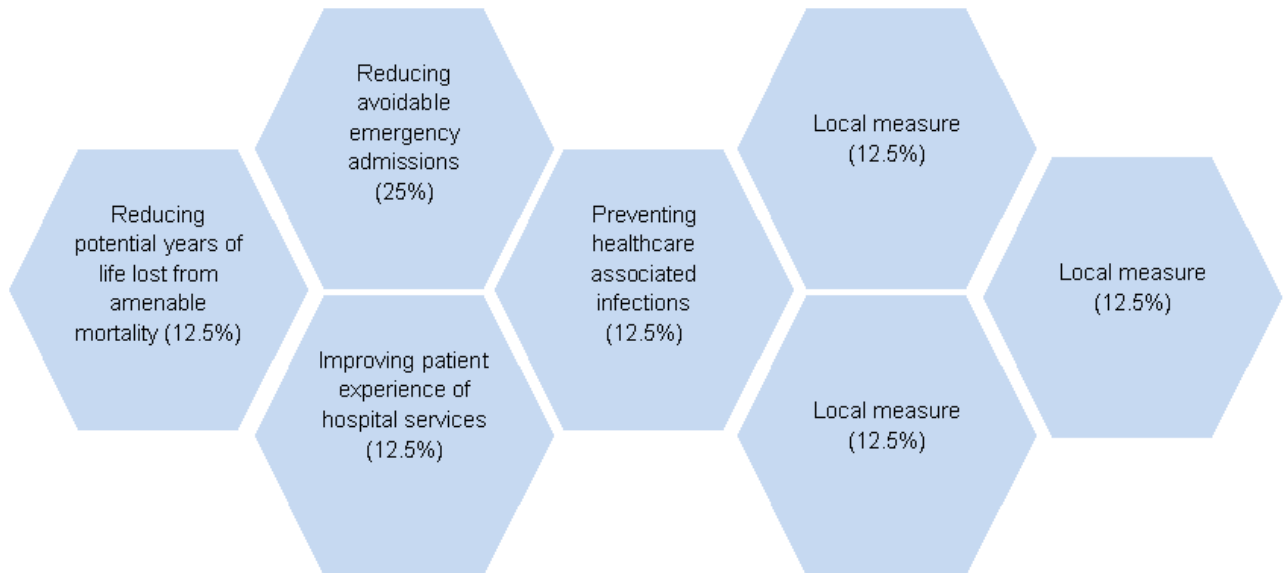 Reducing
potential years of
life lost from
amenable
mortality (12.5%)
Reducing
avoidable
emergency
admissions
(25%)
Improving patient
experience of
hospital services
(12.5%)
Preventing
healthcare
associated
infections
(12.5%)
Local measure
(12.5%)
Local measure
(12.5%)
Local measure
(12.5%)